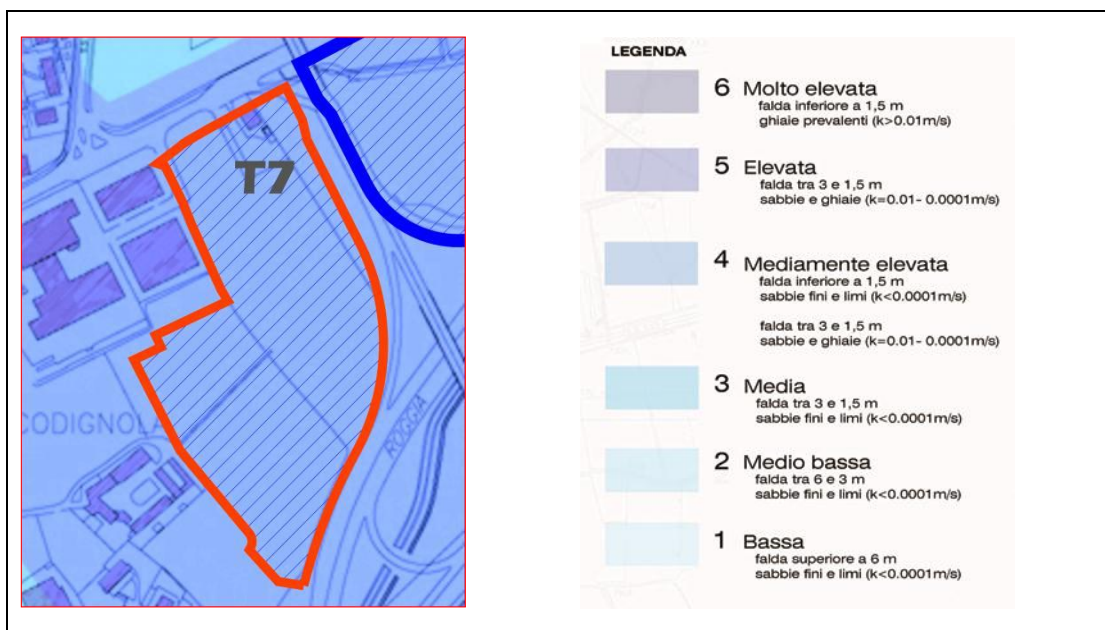 T7
CODIGNOLA
ROGGIA
LEGENDA
6 Molto elevata
falda inferiore a 1,5 m
ghiaie prevalenti (k>0.01m/s)
5 Elevata
falda tra 3 e 1,5 m
sabbie e ghiaie (k=0.01- 0.0001m/s)
4 Mediamente elevata
falda inferiore a 1,5 m
sabbie fini e limi (k<0.0001m/s)
falda tra 3 e 1,5 m
sabbie e ghiaie (k=0.01- 0.0001m/s)
3 Media
falda tra 3 e 1,5 m
sabbie fini e limi (k<0.0001m/s)
2 Medio bassa
falda tra 6 e 3 m
sabbie fini e limi (k<0.0001m/s)
1 Bassa
falda superiore a 6 m
sabbie fini e limi (k<0.0001m/s)